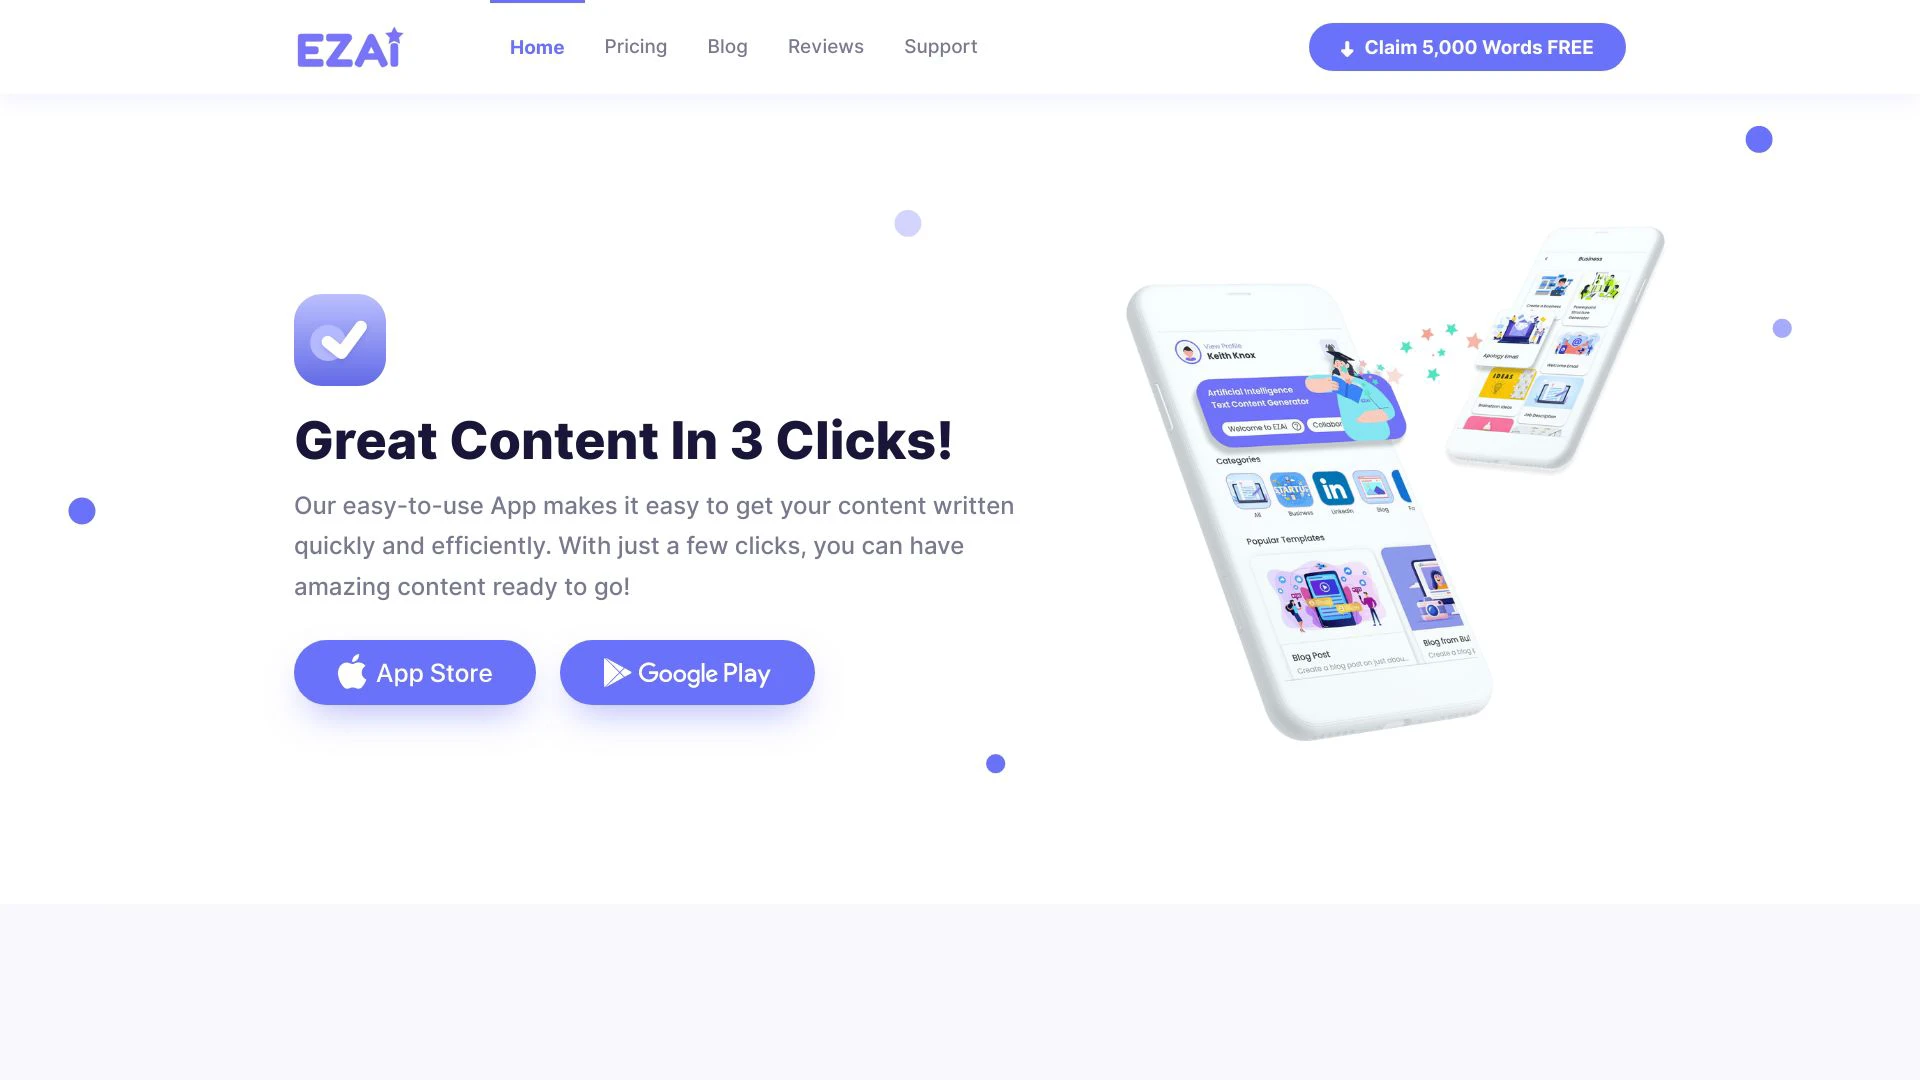 EZAi
Home
Pricing
Blog
Reviews
Support
Claim 5,000 Words FREE
Great Content In 3 Clicks!
Our easy-to-use App makes it easy to get your content written
quickly and efficiently. With just a few clicks, you can have
amazing content ready to go!
App Store
Google Play
View Profile
Keith Knox
Artificial Intelligence
Text Content Generator
Welcome to EZAi
Collabor
Categories
STARTUP
in
All
Business
LinkedIn
Blog
Popular Templates
Blog Post
Create a blog post on just abou...
Blog from Bul
Create a blog p
Business
Create a business
Powerpoint
Structure
Generator
Apology Email
Welcome Email
IDEAS
Brainstorm Ideas
Job Description